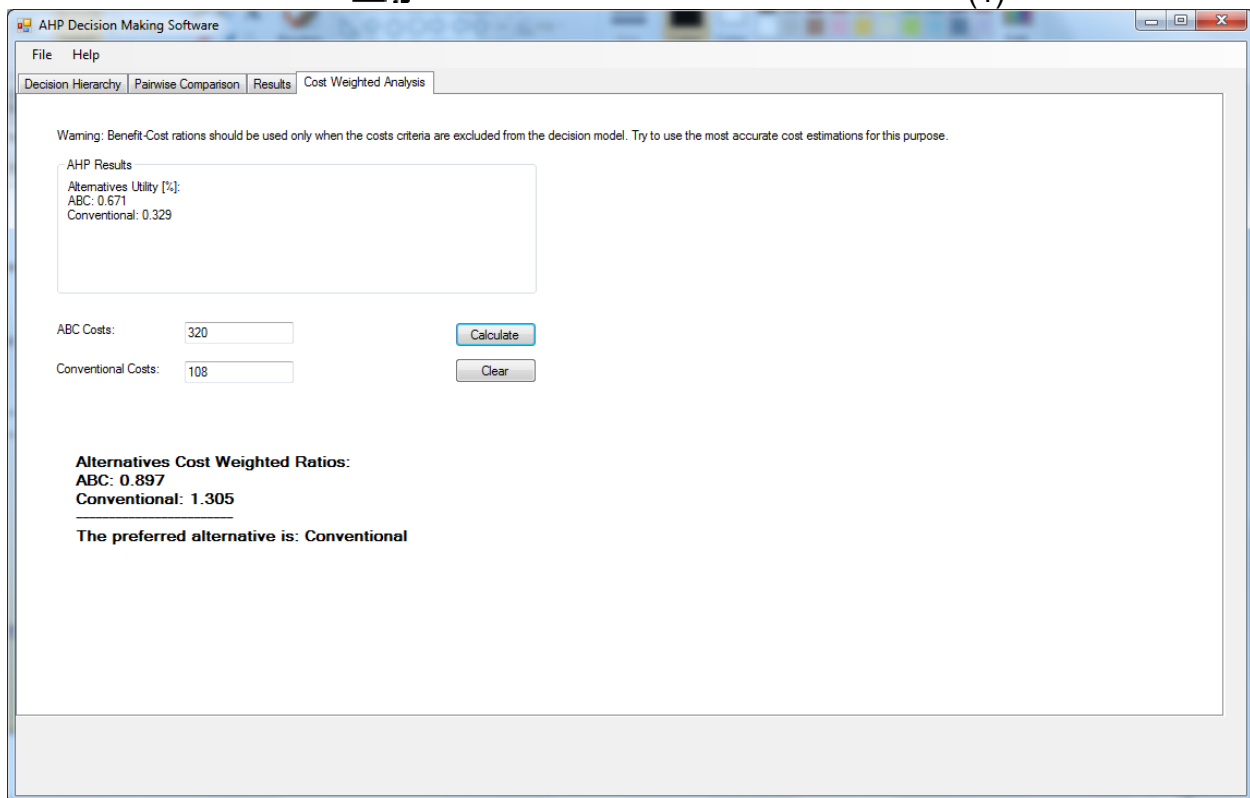 (1)
AHP Decision Making Software
File Help
Decision Hierarchy Pairwise Comparison Results Cost Weighted Analysis
Warning: Benefit-Cost rations should be used only when the costs criteria are excluded from the decision model. Try to use the most accurate cost estimations for this purpose.
AHP Results
Alternatives Utility [%]:
ABC: 0.671
Conventional: 0.329
ABC Costs: 320 Calculate
Conventional Costs: 108 Clear
Alternatives Cost Weighted Ratios:
ABC: 0.897
Conventional: 1.305
------------------------
The preferred alternative is: Conventional